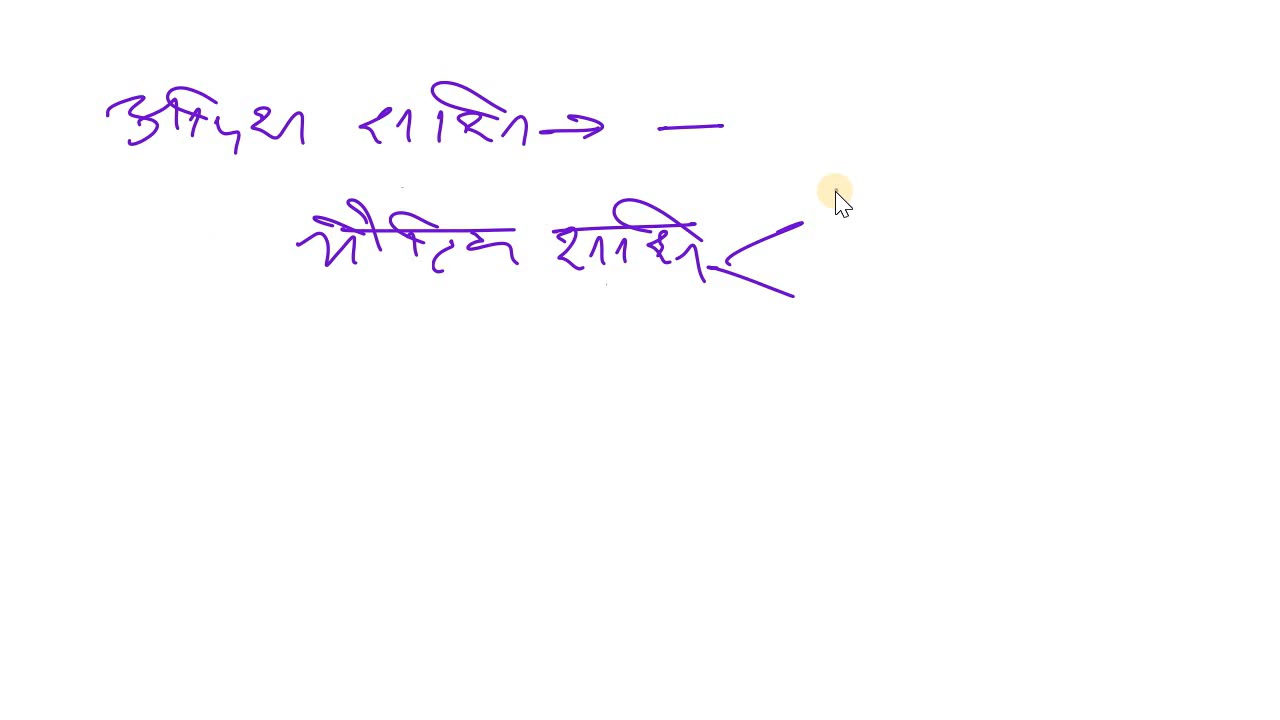 अदिश राशि → —
भौतिक राशि